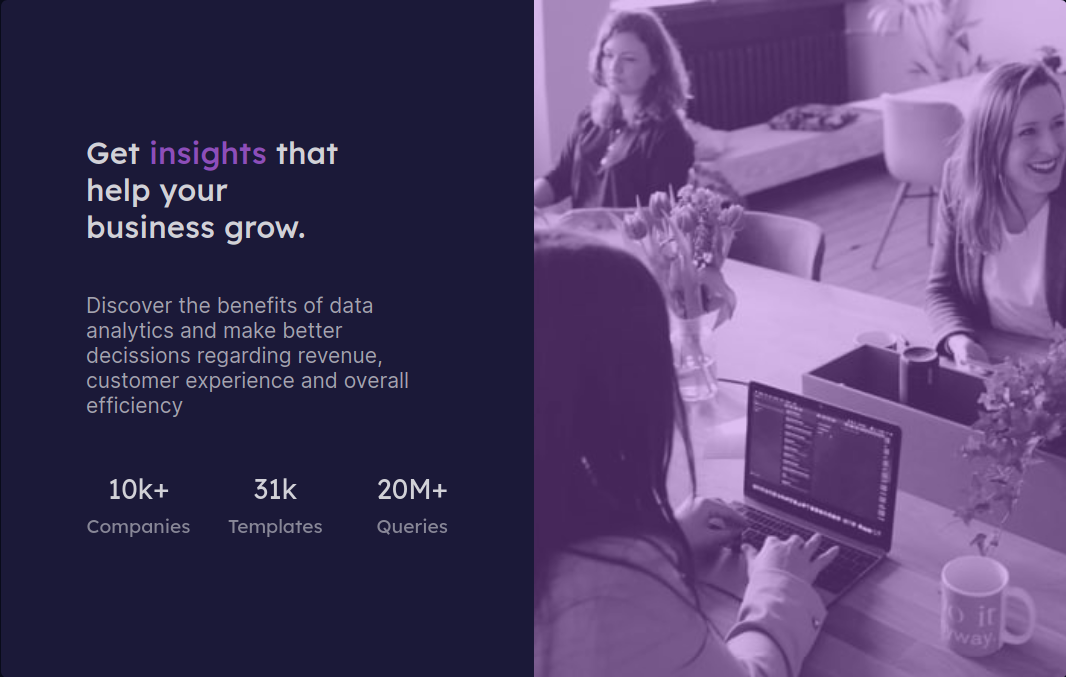 Get insights that
help your
business grow.
Discover the benefits of data
analytics and make better
decissions regarding revenue,
customer experience and overall
efficiency
10k+ 31k 20M+
Companies Templates Queries